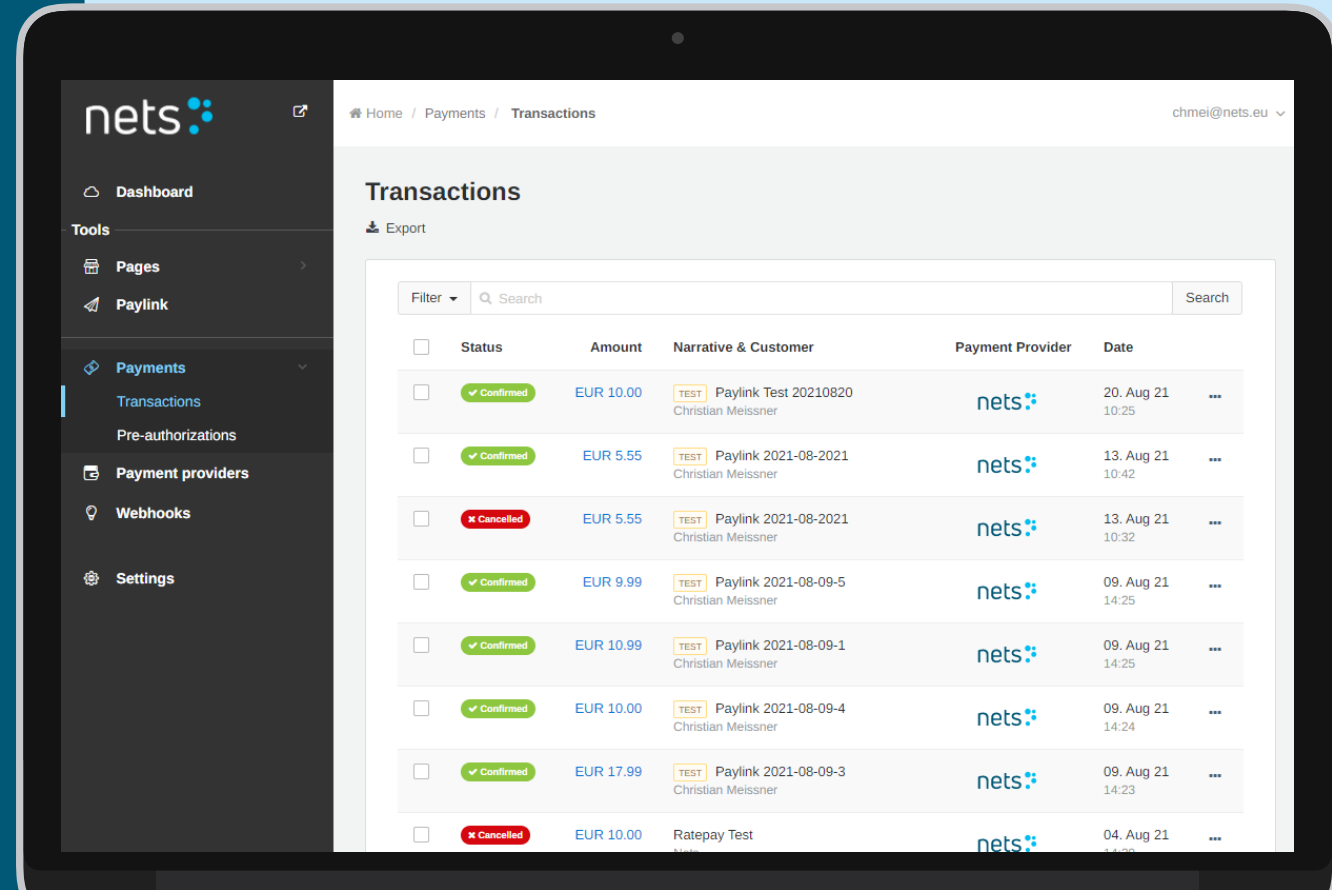 nets
Home / Payments / Transactions
chmei@nets.eu
Dashboard
Tools
Pages
Paylink
Payments
Transactions
Pre-authorizations
Payment providers
Webhooks
Settings
Transactions
Export
Filter Search Search
Status Amount Narrative & Customer Payment Provider Date
Confirmed EUR 10.00 TEST Paylink Test 20210820 nets 20. Aug 21 ...
Christian Meissner 10:25
Confirmed EUR 5.55 TEST Paylink 2021-08-2021 nets 13. Aug 21 ...
Christian Meissner 10:42
Cancelled EUR 5.55 TEST Paylink 2021-08-2021 nets 13. Aug 21 ...
Christian Meissner 10:32
Confirmed EUR 9.99 TEST Paylink 2021-08-09-5 nets 09. Aug 21 ...
Christian Meissner 14:25
Confirmed EUR 10.99 TEST Paylink 2021-08-09-1 nets 09. Aug 21 ...
Christian Meissner 14:25
Confirmed EUR 10.00 TEST Paylink 2021-08-09-4 nets 09. Aug 21 ...
Christian Meissner 14:24
Confirmed EUR 17.99 TEST Paylink 2021-08-09-3 nets 09. Aug 21 ...
Christian Meissner 14:23
Cancelled EUR 10.00 Ratepay Test nets 04. Aug 21 ...